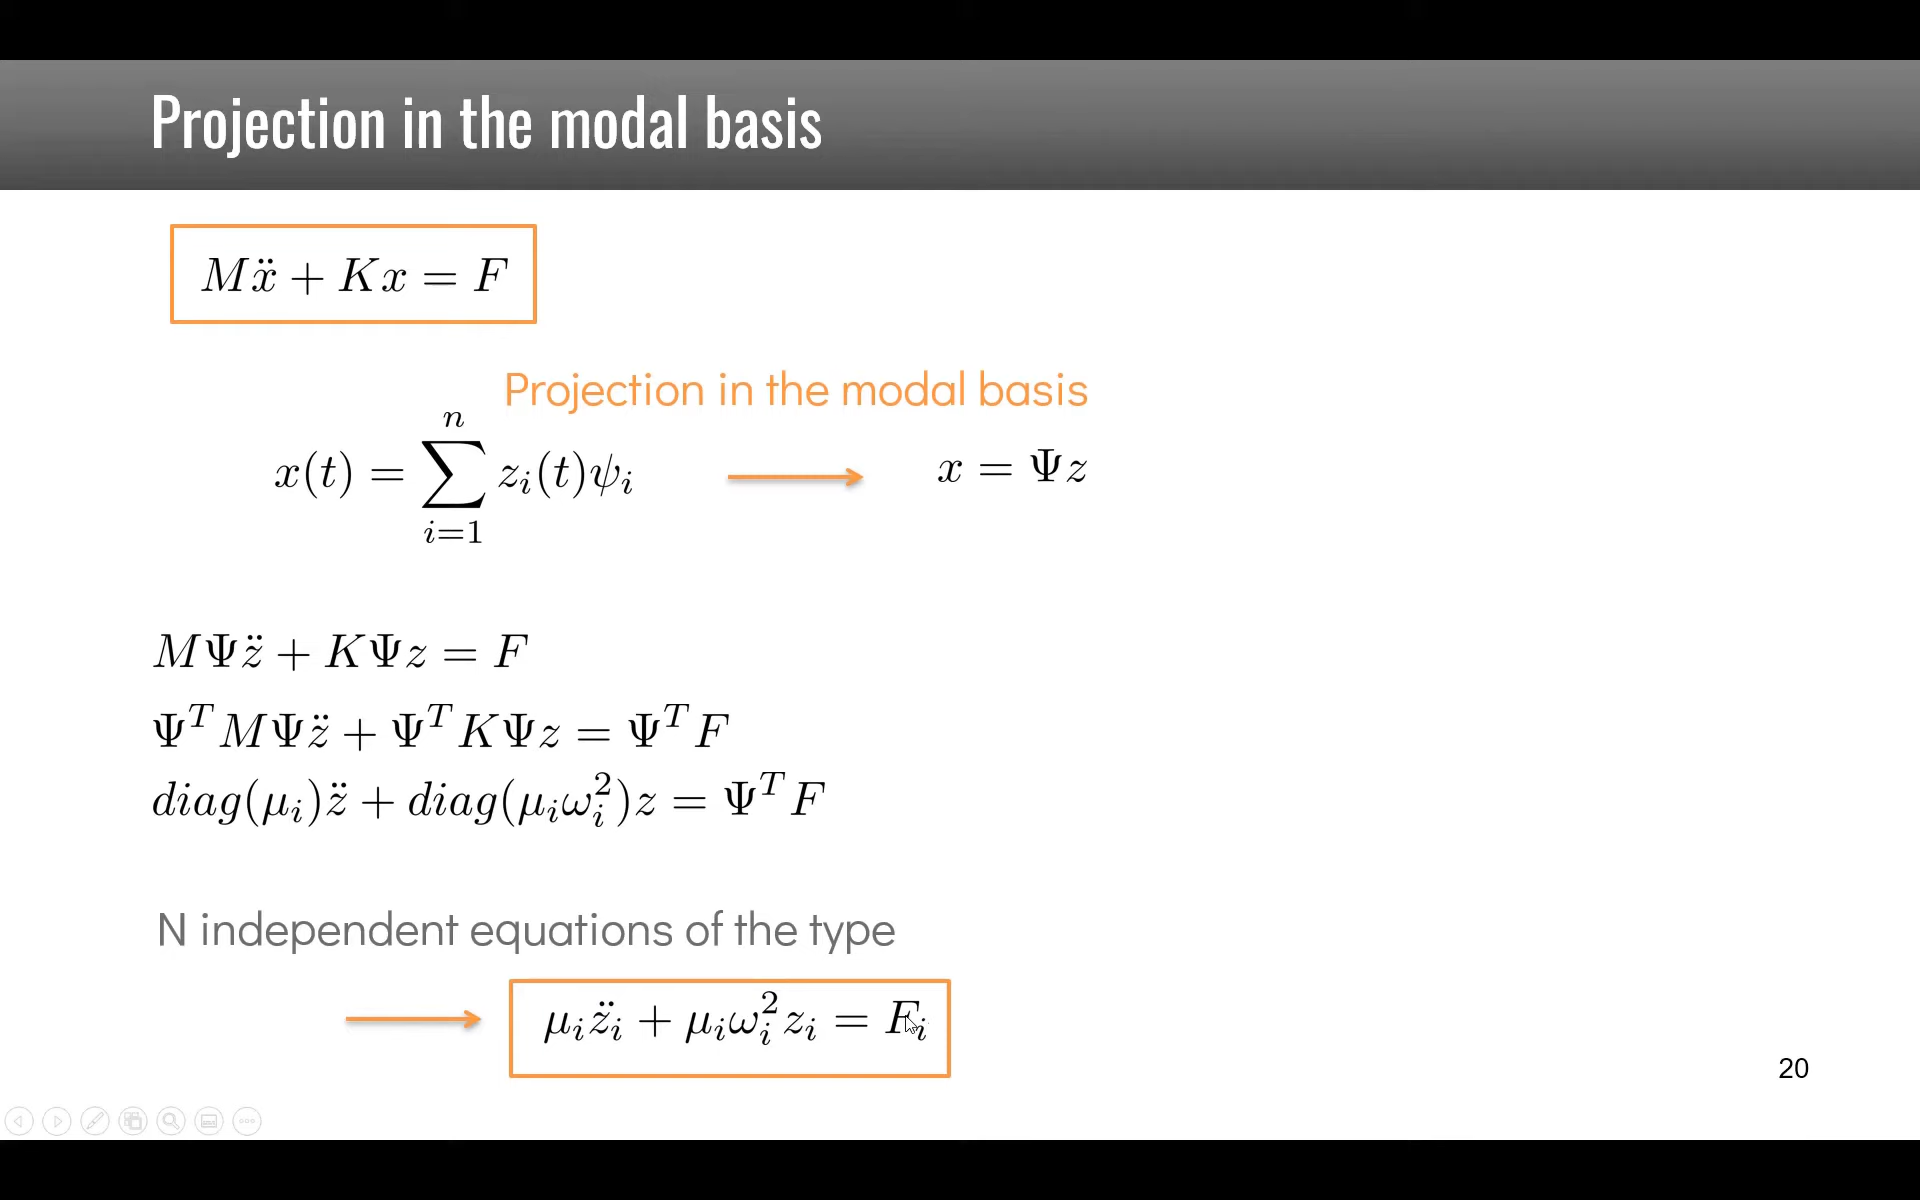 Projection in the modal basis
Mẍ + Kx = F
Projection in the modal basis
x(t) = ∑_{i=1}^{n} z_i(t)ψ_i → x = Ψz
MΨz̈ + KΨz = F
Ψ^T MΨz̈ + Ψ^T KΨz = Ψ^T F
diag(μ_i)z̈ + diag(μ_iω_i^2)z = Ψ^T F
N independent equations of the type
→ μ_i z̈_i + μ_iω_i^2 z_i = F_i
20